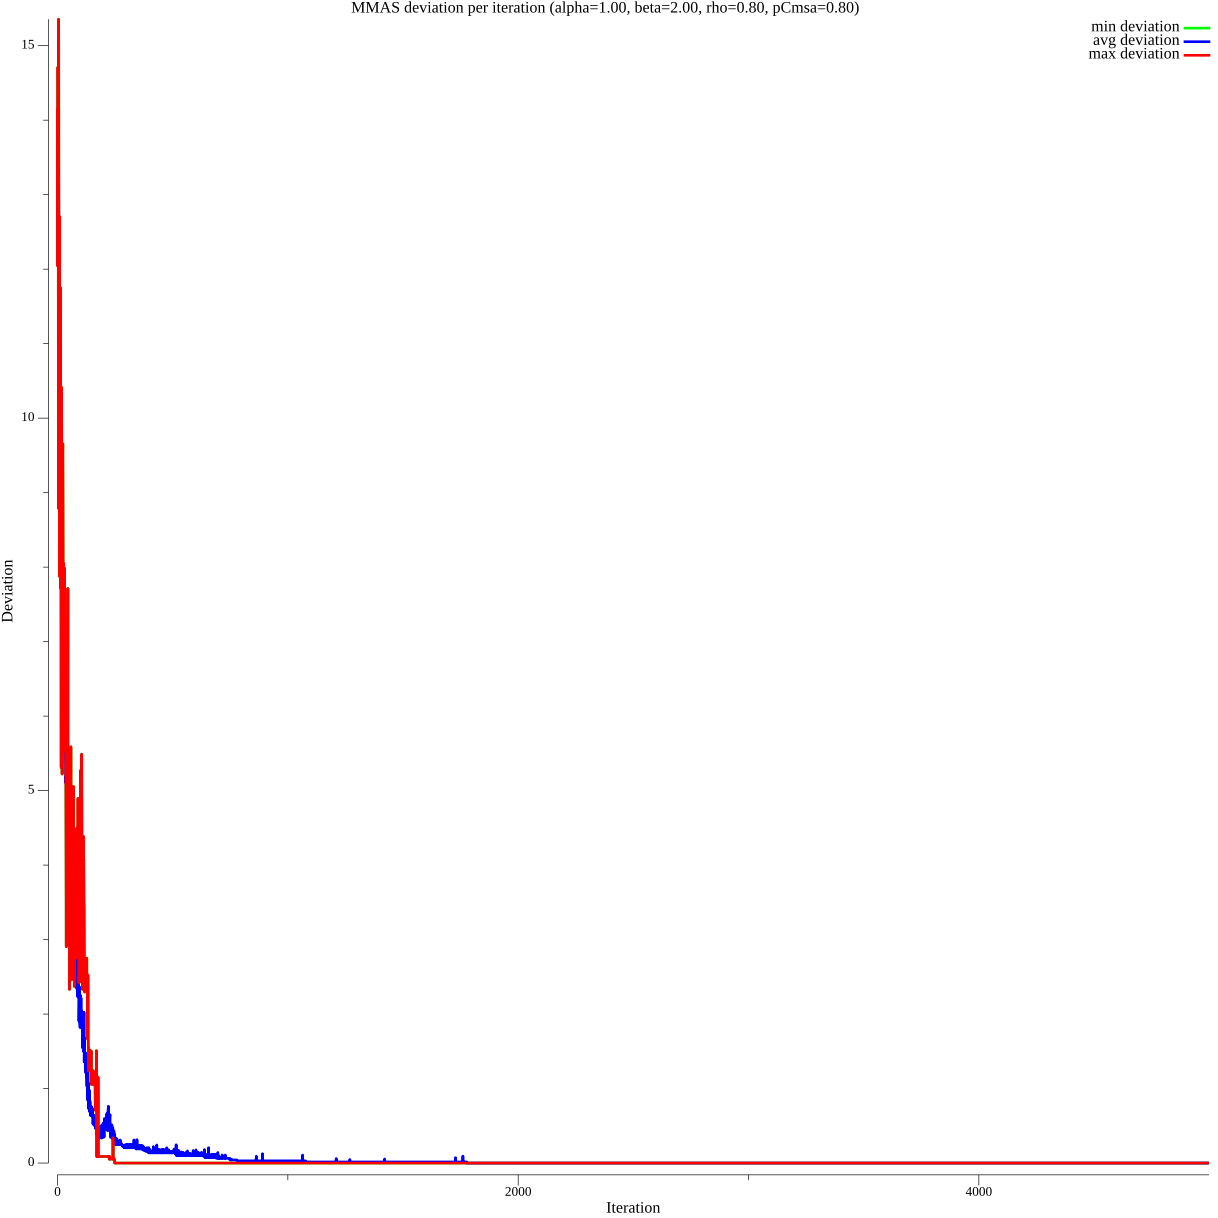 MMAS deviation per iteration (alpha=1.00, beta=2.00, rho=0.80, pCmsa=0.80)
min deviation
avg deviation
max deviation
15
10
5
0
Deviation
0
2000
4000
Iteration